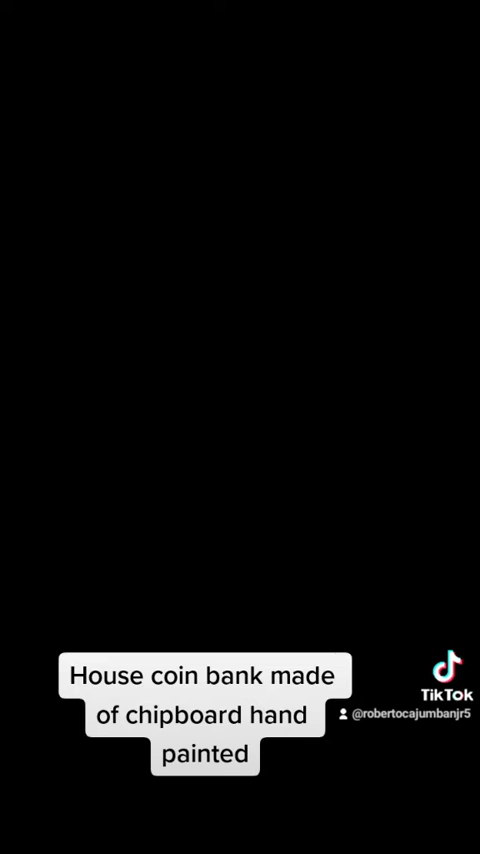 House coin bank made
of chipboard hand
painted
TikTok
@robertocajumbanjr5